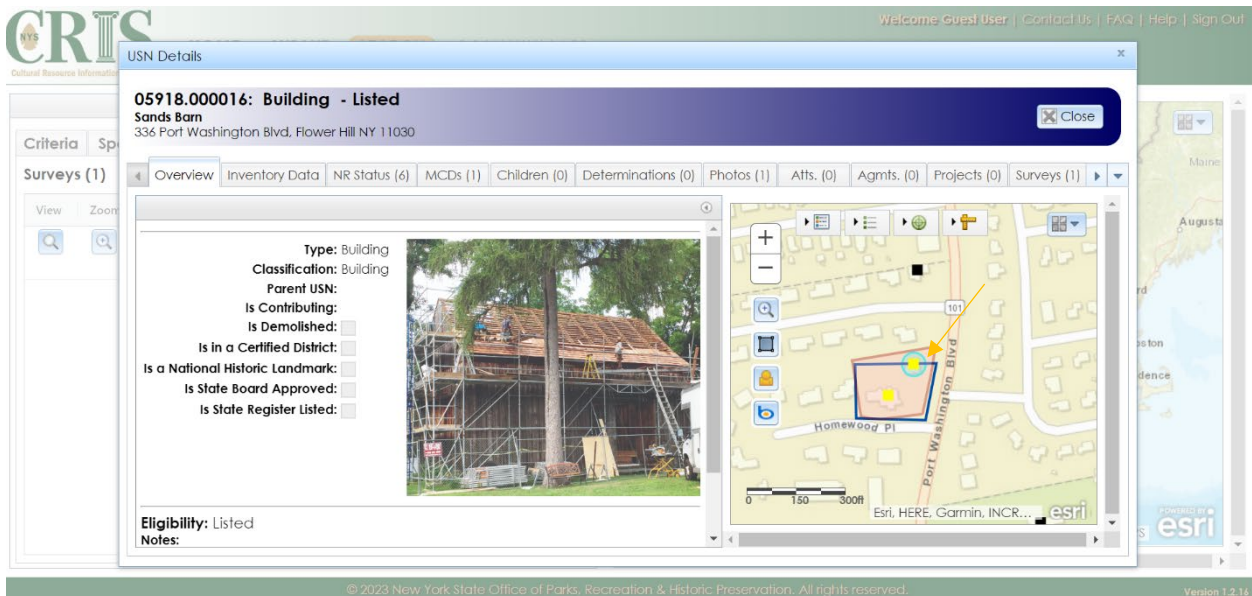 Welcome Guest User | Contact Us | FAQ | Help | Sign Out
NYS
CRIS
Cultural Resource Information
USN Details
x
05918.000016: Building - Listed
Sands Barn
336 Port Washington Blvd, Flower Hill NY 11030
Close
Criteria Sp
Surveys (1)
View Zoom
Overview Inventory Data NR Status (6) MCDs (1) Children (0) Determinations (0) Photos (1) Atts. (0) Agmts. (0) Projects (0) Surveys (1)
Type: Building
Classification: Building
Parent USN:
Is Contributing:
Is Demolished:
Is in a Certified District:
Is a National Historic Landmark:
Is State Board Approved:
Is State Register Listed:
Eligibility: Listed
Notes:
+
−
101
Port Washington Blvd
Homewood Pl
0 150 300ft
Esri, HERE, Garmin, INCR...
esri
Maine
Augusta
rd
ston
dence
POWERED BY
esri
© 2023 New York State Office of Parks, Recreation & Historic Preservation. All rights reserved.
Version 1.2.16